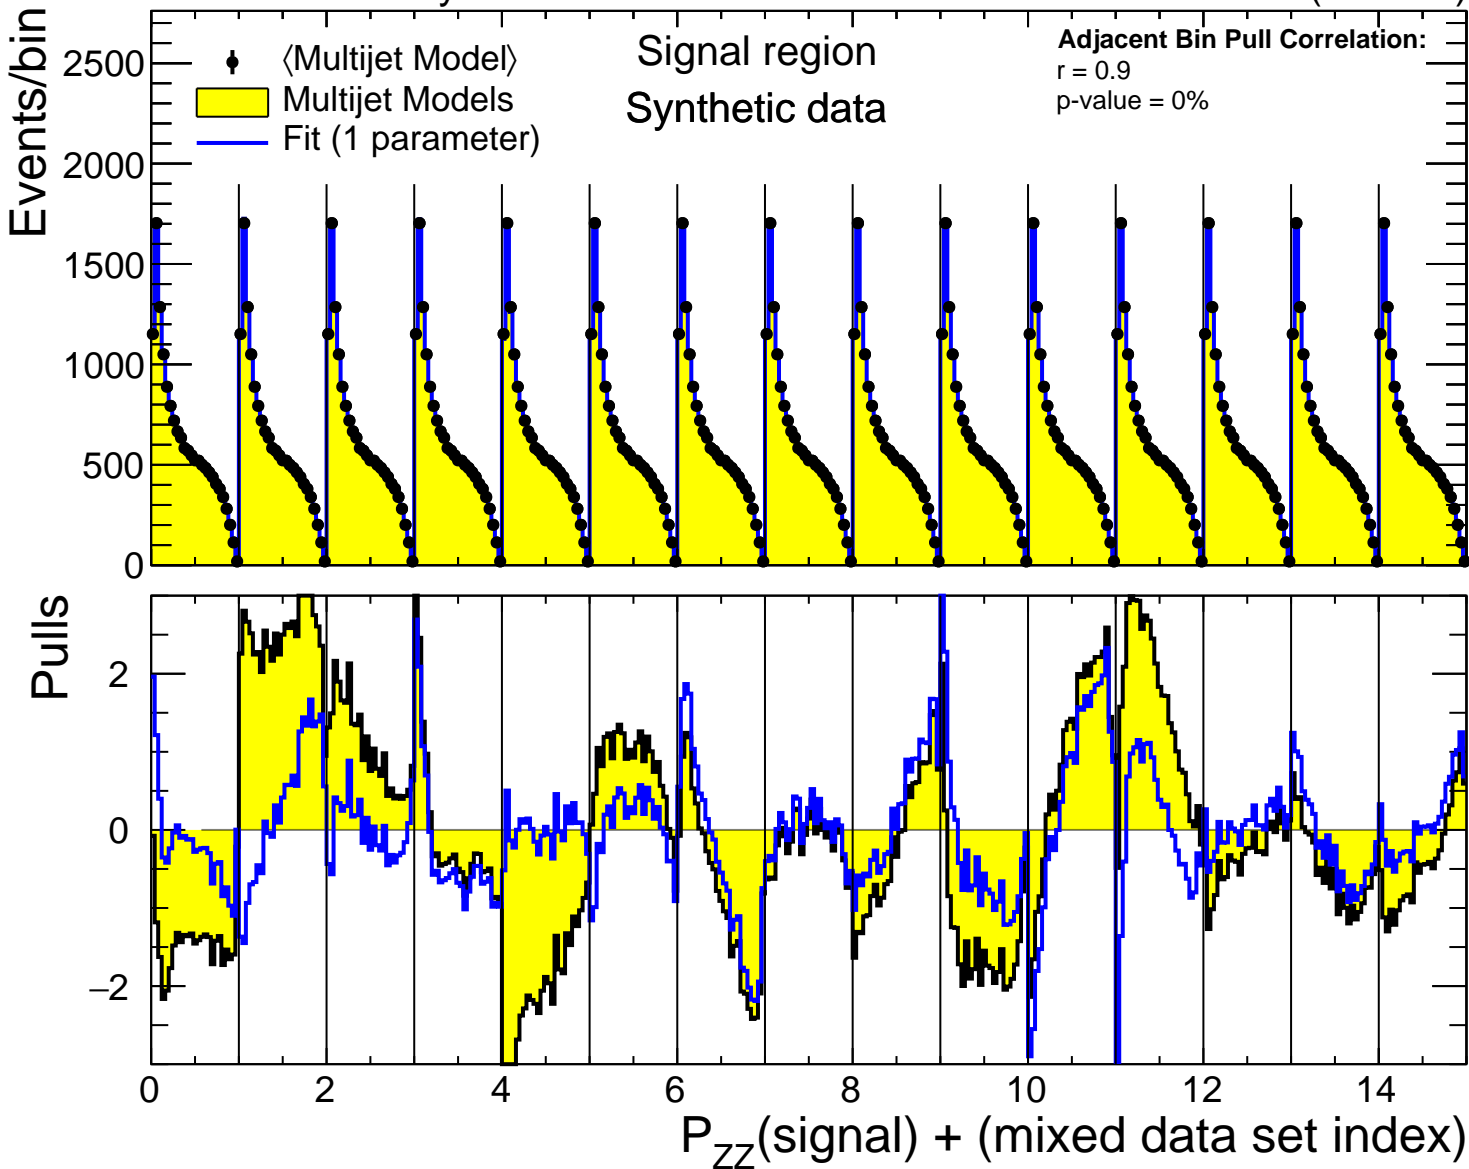 Events/bin
⟨Multijet Model⟩
Multijet Models
Fit (1 parameter)
Signal region
Synthetic data
Adjacent Bin Pull Correlation:
r = 0.9
p-value = 0%
2500
2000
1500
1000
500
0
Pulls
2
0
−2
0 2 4 6 8 10 12 14
P_ZZ(signal) + (mixed data set index)